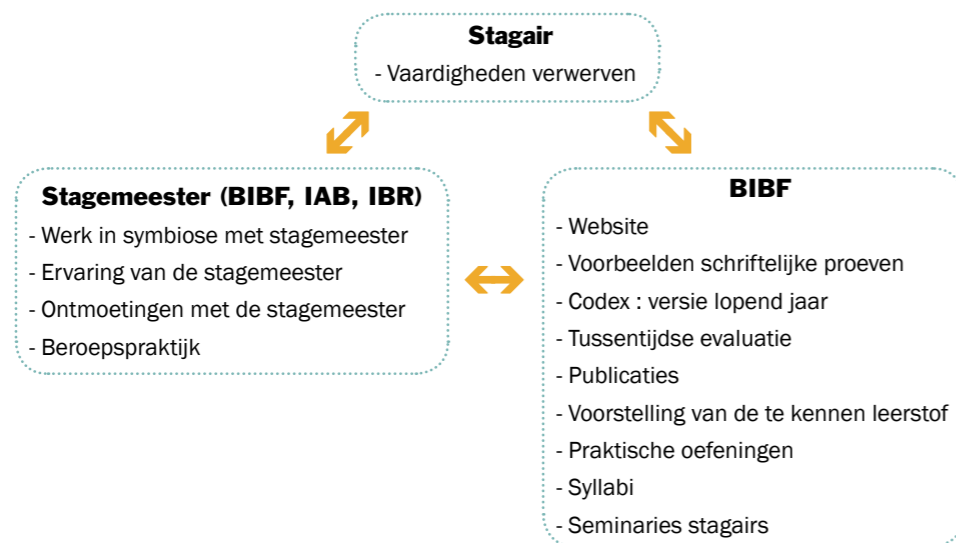 Stagair
- Vaardigheden verwerven
Stagemeester (BIBF, IAB, IBR)
- Werk in symbiose met stagemeester
- Ervaring van de stagemeester
- Ontmoetingen met de stagemeester
- Beroepspraktijk
BIBF
- Website
- Voorbeelden schriftelijke proeven
- Codex : versie lopend jaar
- Tussentijdse evaluatie
- Publicaties
- Voorstelling van de te kennen leerstof
- Praktische oefeningen
- Syllabi
- Seminaries stagairs